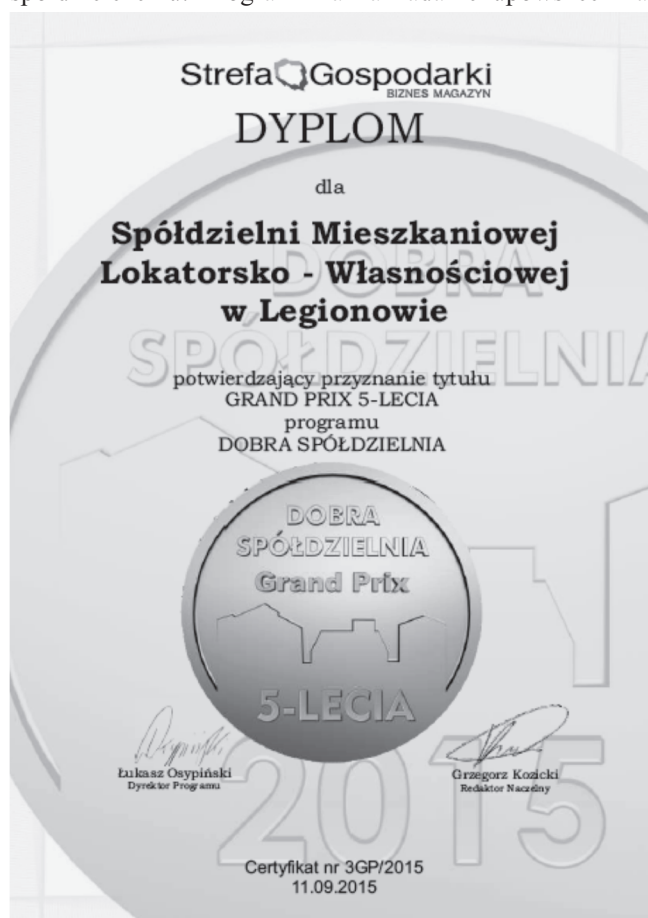 Strefa Gospodarki
BIZNES MAGAZYN
DYPLOM
dla
Spółdzielni Mieszkaniowej
Lokatorsko - Własnościowej
w Legionowie
DOBRA
SPÓŁDZIELNIA
potwierdzający przyznanie tytułu
GRAND PRIX 5-LECIA
programu
DOBRA SPÓŁDZIELNIA
DOBRA
SPÓŁDZIELNIA
Grand Prix
5-LECIA
Łukasz Osypiński
Dyrektor Programu
Grzegorz Kozicki
Redaktor Naczelny
2015
Certyfikat nr 3GP/2015
11.09.2015